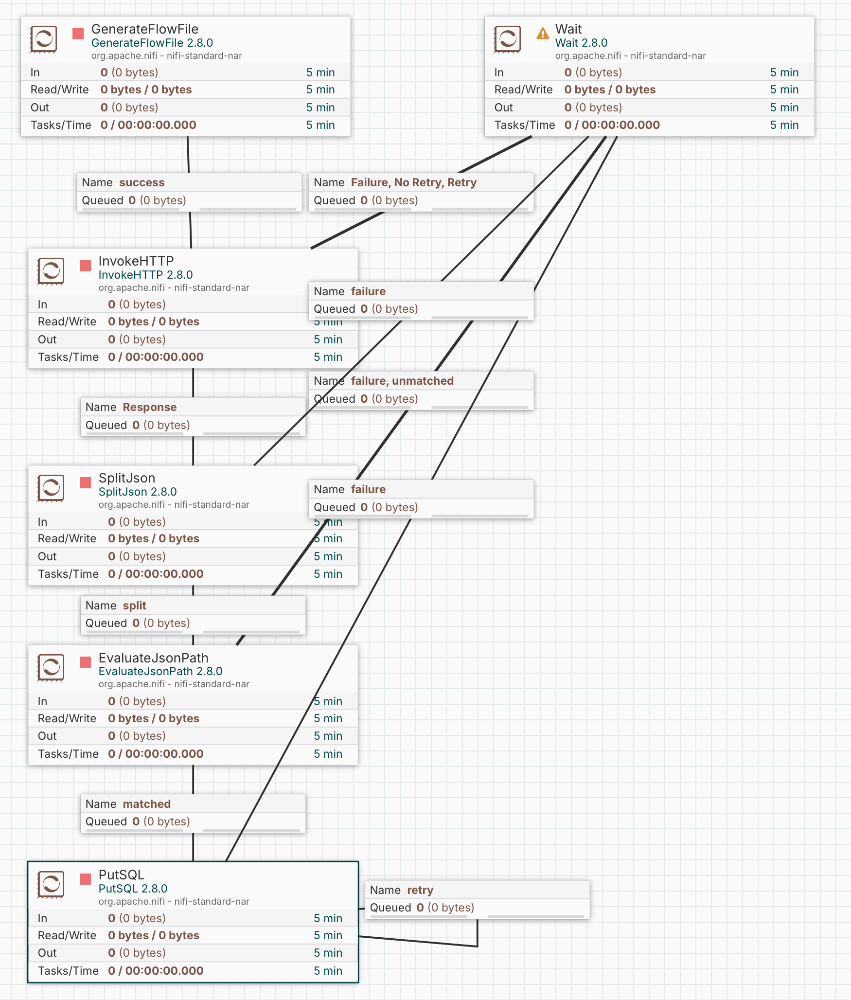 GenerateFlowFile
GenerateFlowFile 2.8.0
org.apache.nifi - nifi-standard-nar
In 0 (0 bytes) 5 min
Read/Write 0 bytes / 0 bytes 5 min
Out 0 (0 bytes) 5 min
Tasks/Time 0 / 00:00:00.000 5 min
Wait
Wait 2.8.0
org.apache.nifi - nifi-standard-nar
In 0 (0 bytes) 5 min
Read/Write 0 bytes / 0 bytes 5 min
Out 0 (0 bytes) 5 min
Tasks/Time 0 / 00:00:00.000 5 min
Name success
Queued 0 (0 bytes)
Name Failure, No Retry, Retry
Queued 0 (0 bytes)
InvokeHTTP
InvokeHTTP 2.8.0
org.apache.nifi - nifi-standard-nar
In 0 (0 bytes)
Read/Write 0 bytes / 0 bytes 5 min
Out 0 (0 bytes) 5 min
Tasks/Time 0 / 00:00:00.000 5 min
Name failure
Queued 0 (0 bytes)
Name failure, unmatched
Queued 0 (0 bytes)
Name Response
Queued 0 (0 bytes)
SplitJson
SplitJson 2.8.0
org.apache.nifi - nifi-standard-nar
In 0 (0 bytes) 5 min
Read/Write 0 bytes / 0 bytes 5 min
Out 0 (0 bytes) 5 min
Tasks/Time 0 / 00:00:00.000 5 min
Name failure
Queued 0 (0 bytes)
Name split
Queued 0 (0 bytes)
EvaluateJsonPath
EvaluateJsonPath 2.8.0
org.apache.nifi - nifi-standard-nar
In 0 (0 bytes) 5 min
Read/Write 0 bytes / 0 bytes 5 min
Out 0 (0 bytes) 5 min
Tasks/Time 0 / 00:00:00.000 5 min
Name matched
Queued 0 (0 bytes)
PutSQL
PutSQL 2.8.0
org.apache.nifi - nifi-standard-nar
In 0 (0 bytes) 5 min
Read/Write 0 bytes / 0 bytes 5 min
Out 0 (0 bytes) 5 min
Tasks/Time 0 / 00:00:00.000 5 min
Name retry
Queued 0 (0 bytes)